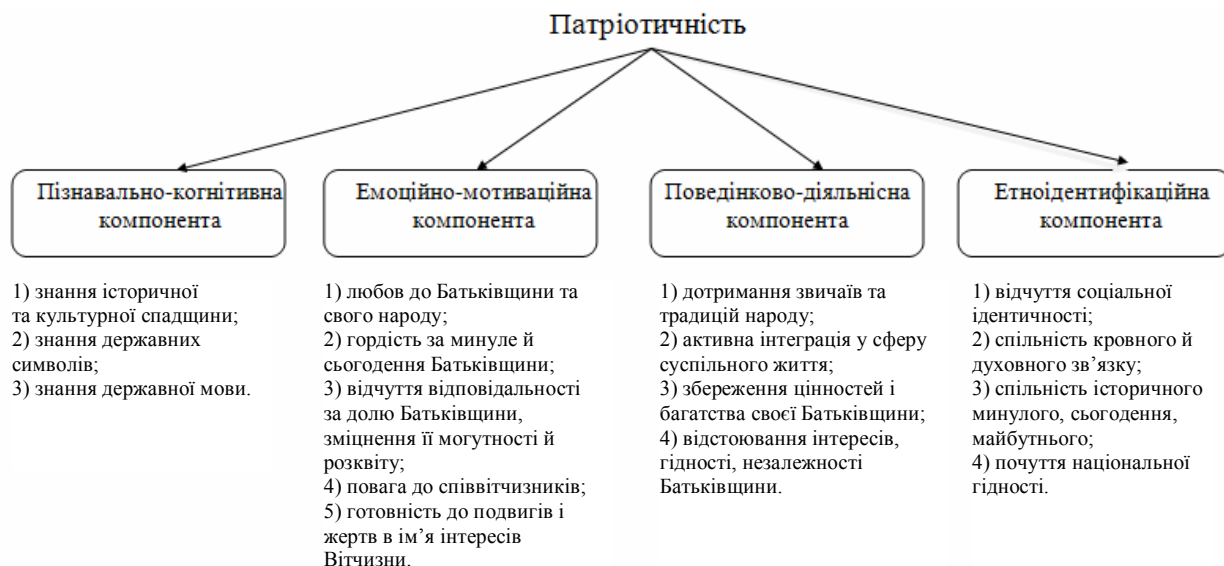 Патріотичність
Пізнавально-когнітивна
компонента
Емоційно-мотиваційна
компонента
Поведінково-діяльнісна
компонента
Етноідентифікаційна
компонента
1) знання історичної
та культурної спадщини;
2) знання державних
символів;
3) знання державної мови.
1) любов до Батьківщини та
свого народу;
2) гордість за минуле й
сьогодення Батьківщини;
3) відчуття відповідальності
за долю Батьківщини,
зміцнення її могутності й
розквіту;
4) повага до співвітчизників;
5) готовність до подвигів і
жертв в ім’я інтересів
Вітчизни.
1) дотримання звичаїв та
традицій народу;
2) активна інтеграція у сферу
суспільного життя;
3) збереження цінностей і
багатства своєї Батьківщини;
4) відстоювання інтересів,
гідності, незалежності
Батьківщини.
1) відчуття соціальної
ідентичності;
2) спільність кровного й
духовного зв’язку;
3) спільність історичного
минулого, сьогодення,
майбутнього;
4) почуття національної
гідності.